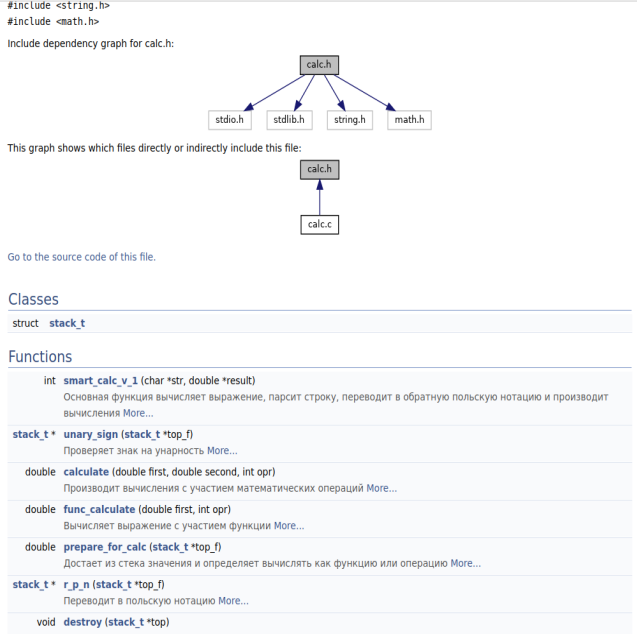 #include <string.h>
#include <math.h>
Include dependency graph for calc.h:
calc.h
stdio.h stdlib.h string.h math.h
This graph shows which files directly or indirectly include this file:
calc.h
calc.c
Go to the source code of this file.
Classes
struct stack_t
Functions
int smart_calc_v_1 (char *str, double *result)
Основная функция вычисляет выражение, парсит строку, переводит в обратную польскую нотацию и производит
вычисления More...
stack_t * unary_sign (stack_t *top_f)
Проверяет знак на унарность More...
double calculate (double first, double second, int opr)
Производит вычисления с участием математических операций More...
double func_calculate (double first, int opr)
Вычисляет выражение с участием функции More...
double prepare_for_calc (stack_t *top_f)
Достает из стека значения и определяет вычислять как функцию или операцию More...
stack_t * r_p_n (stack_t *top_f)
Переводит в польскую нотацию More...
void destroy (stack_t *top)